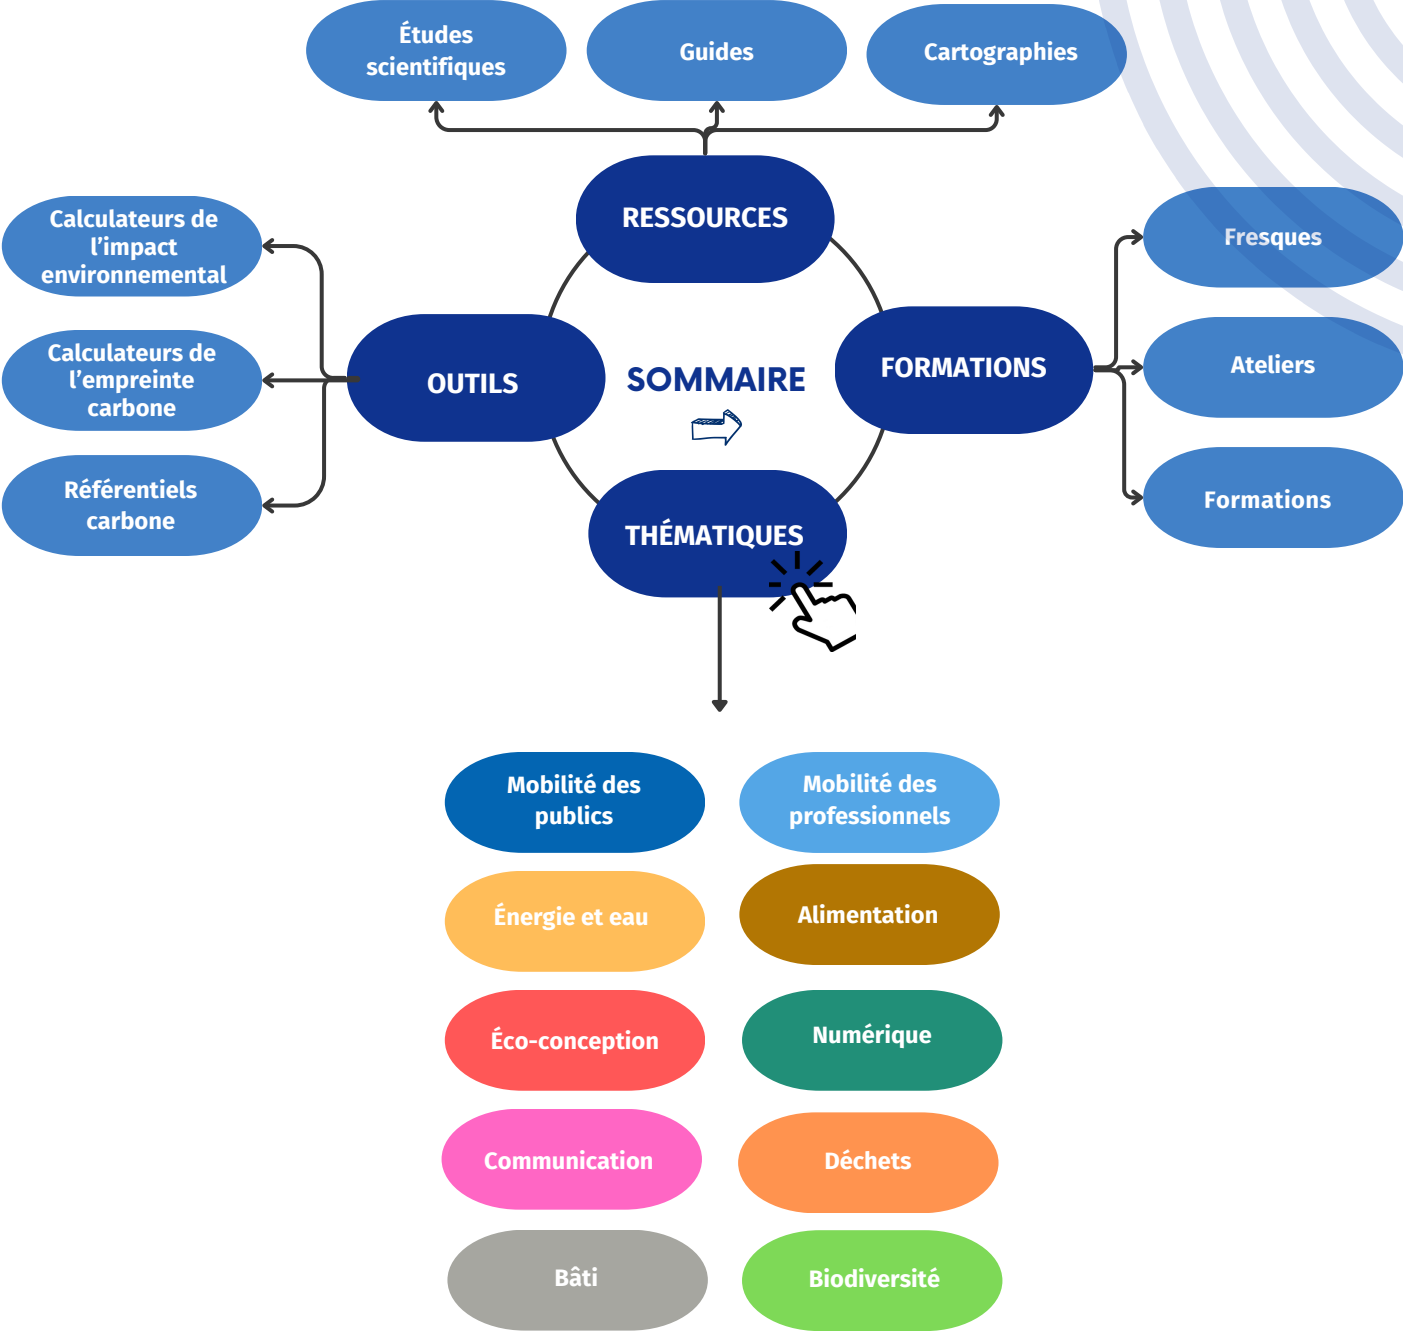 Études
scientifiques
Guides
Cartographies
RESSOURCES
Calculateurs de
l'impact
environnemental
Calculateurs de
l'empreinte
carbone
Référentiels
carbone
OUTILS
SOMMAIRE
FORMATIONS
Fresques
Ateliers
Formations
THÉMATIQUES
Mobilité des
publics
Mobilité des
professionnels
Énergie et eau
Alimentation
Éco-conception
Numérique
Communication
Déchets
Bâti
Biodiversité